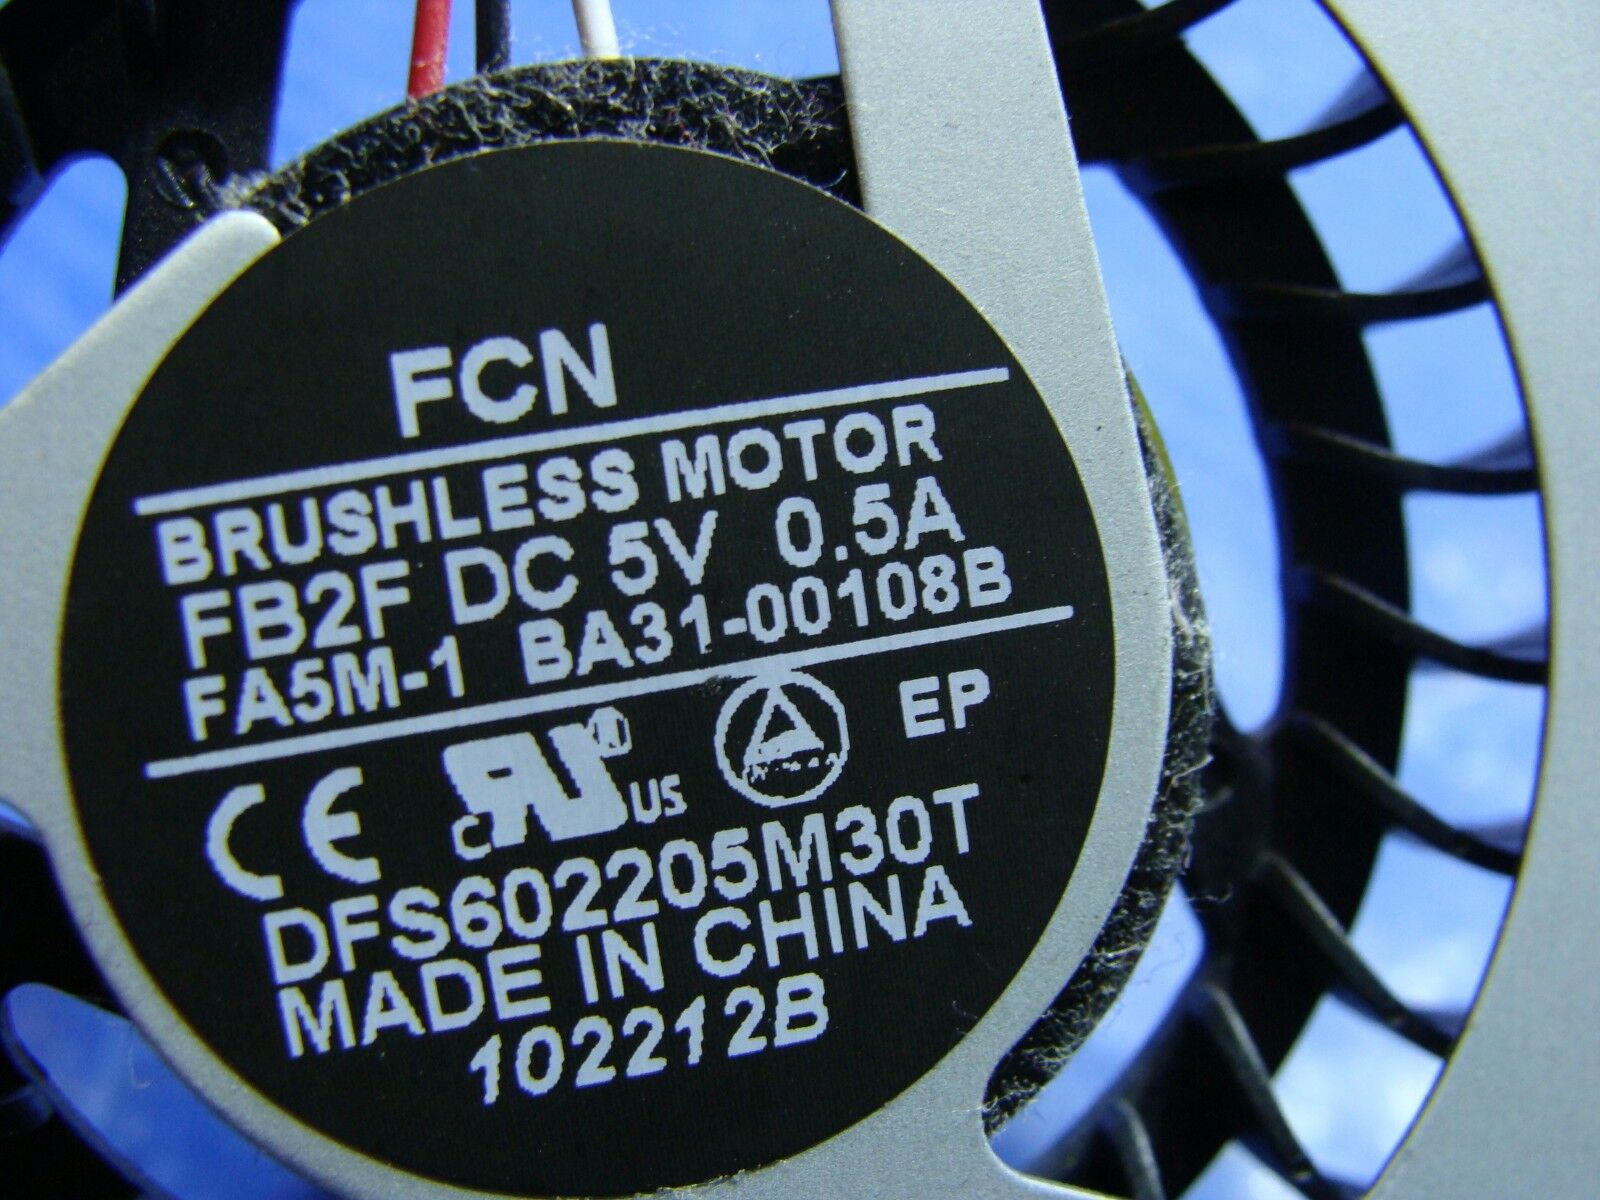 FCN
BRUSHLESS MOTOR
FB2F DC 5V 0.5A
FA5M-1 BA31-00108B
CE c RU US EP
DFS602205M30T
MADE IN CHINA
102212B